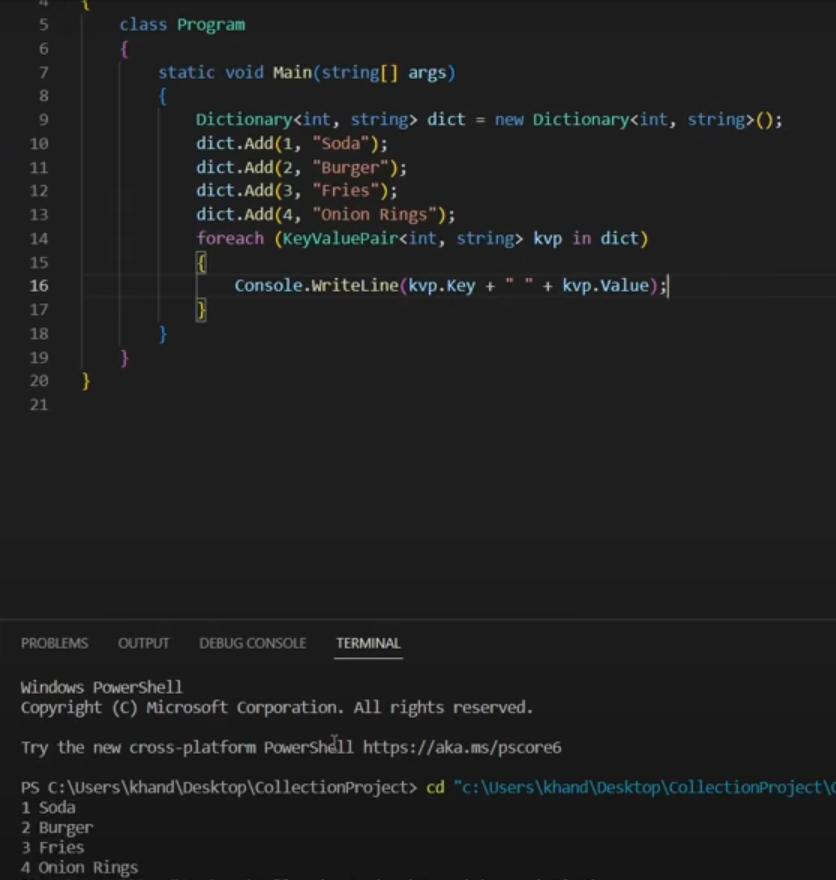 4 {
5 class Program
6 {
7 static void Main(string[] args)
8 {
9 Dictionary<int, string> dict = new Dictionary<int, string>();
10 dict.Add(1, "Soda");
11 dict.Add(2, "Burger");
12 dict.Add(3, "Fries");
13 dict.Add(4, "Onion Rings");
14 foreach (KeyValuePair<int, string> kvp in dict)
15 {
16 Console.WriteLine(kvp.Key + " " + kvp.Value);
17 }
18 }
19 }
20 }
21
PROBLEMS OUTPUT DEBUG CONSOLE TERMINAL
Windows PowerShell
Copyright (C) Microsoft Corporation. All rights reserved.
Try the new cross-platform PowerShell https://aka.ms/pscore6
PS C:\Users\khand\Desktop\CollectionProject> cd "c:\Users\khand\Desktop\CollectionProject\
1 Soda
2 Burger
3 Fries
4 Onion Rings